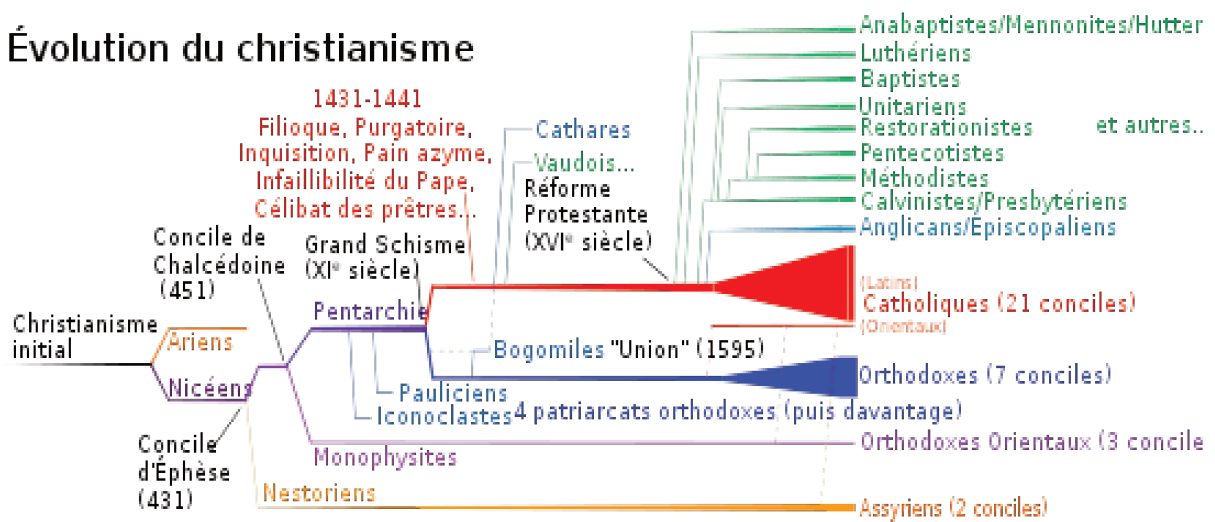 Évolution du christianisme
1431-1441
Filioque, Purgatoire,
Inquisition, Pain azyme,
Infaillibilité du Pape,
Célibat des prêtres...
Cathares
Vaudois...
Réforme
Protestante
(XVIᵉ siècle)
Grand Schisme
(XIᵉ siècle)
Concile de
Chalcédoine
(451)
Christianisme
initial
Ariens
Nicéens
Concile
d'Éphèse
(431)
Pentarchie
Bogomiles
"Union" (1595)
Pauliciens
Iconoclastes
4 patriarcats orthodoxes (puis davantage)
Monophysites
Nestoriens
Anabaptistes/Mennonites/Hutter
Luthériens
Baptistes
Unitariens
Restorationistes
et autres..
Pentecotistes
Méthodistes
Calvinistes/Presbytériens
Anglicans/Épiscopaliens
(Latins)
Catholiques (21 conciles)
(Orientaux)
Orthodoxes (7 conciles)
Orthodoxes Orientaux (3 concile
Assyriens (2 conciles)